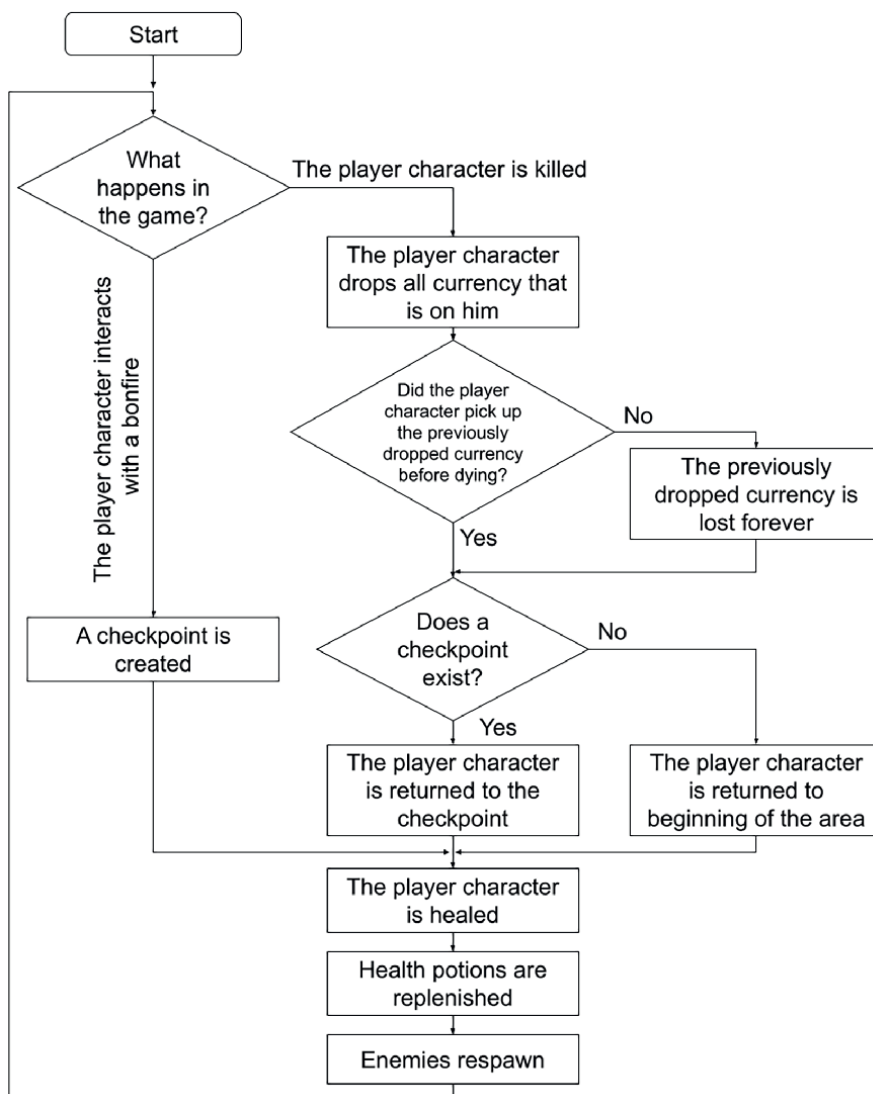 Start
What
happens in
the game?
The player character is killed
The player character
drops all currency that
is on him
The player character interacts
with a bonfire
Did the player
character pick up
the previously
dropped currency
before dying?
No
The previously
dropped currency is
lost forever
Yes
A checkpoint is
created
Does a
checkpoint
exist?
No
Yes
The player character
is returned to the
checkpoint
The player character
is returned to
beginning of the area
The player character
is healed
Health potions are
replenished
Enemies respawn